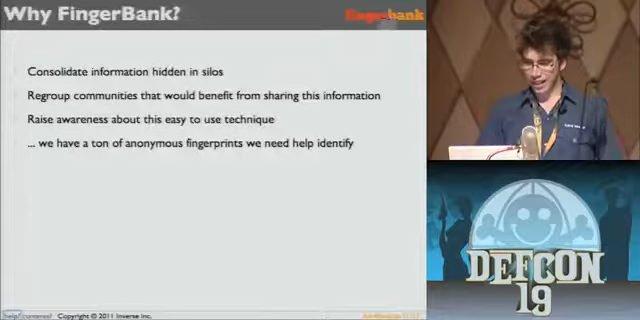 Why FingerBank?
fingerbank
Consolidate information hidden in silos
Regroup communities that would benefit from sharing this information
Raise awareness about this easy to use technique
... we have a ton of anonymous fingerprints we need help identify
Copyright © 2011 Inverse Inc.
DEFCON
19